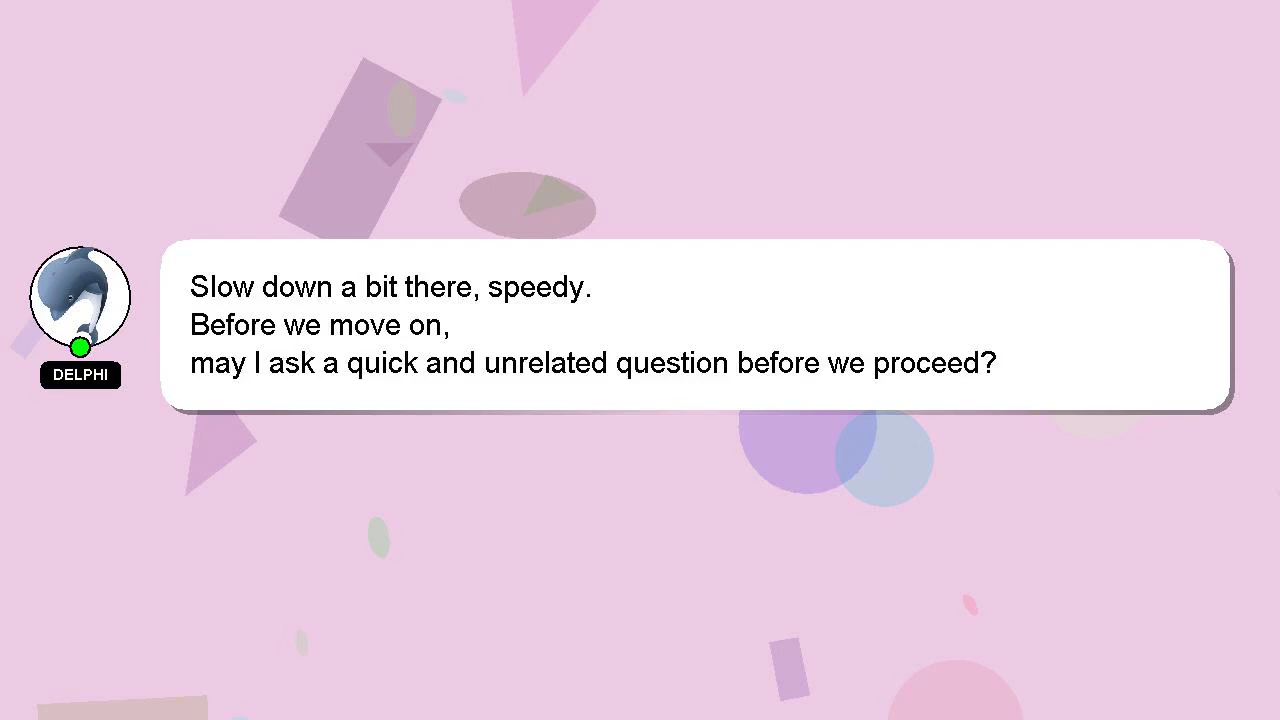 Slow down a bit there, speedy.
Before we move on,
may I ask a quick and unrelated question before we proceed?
DELPHI